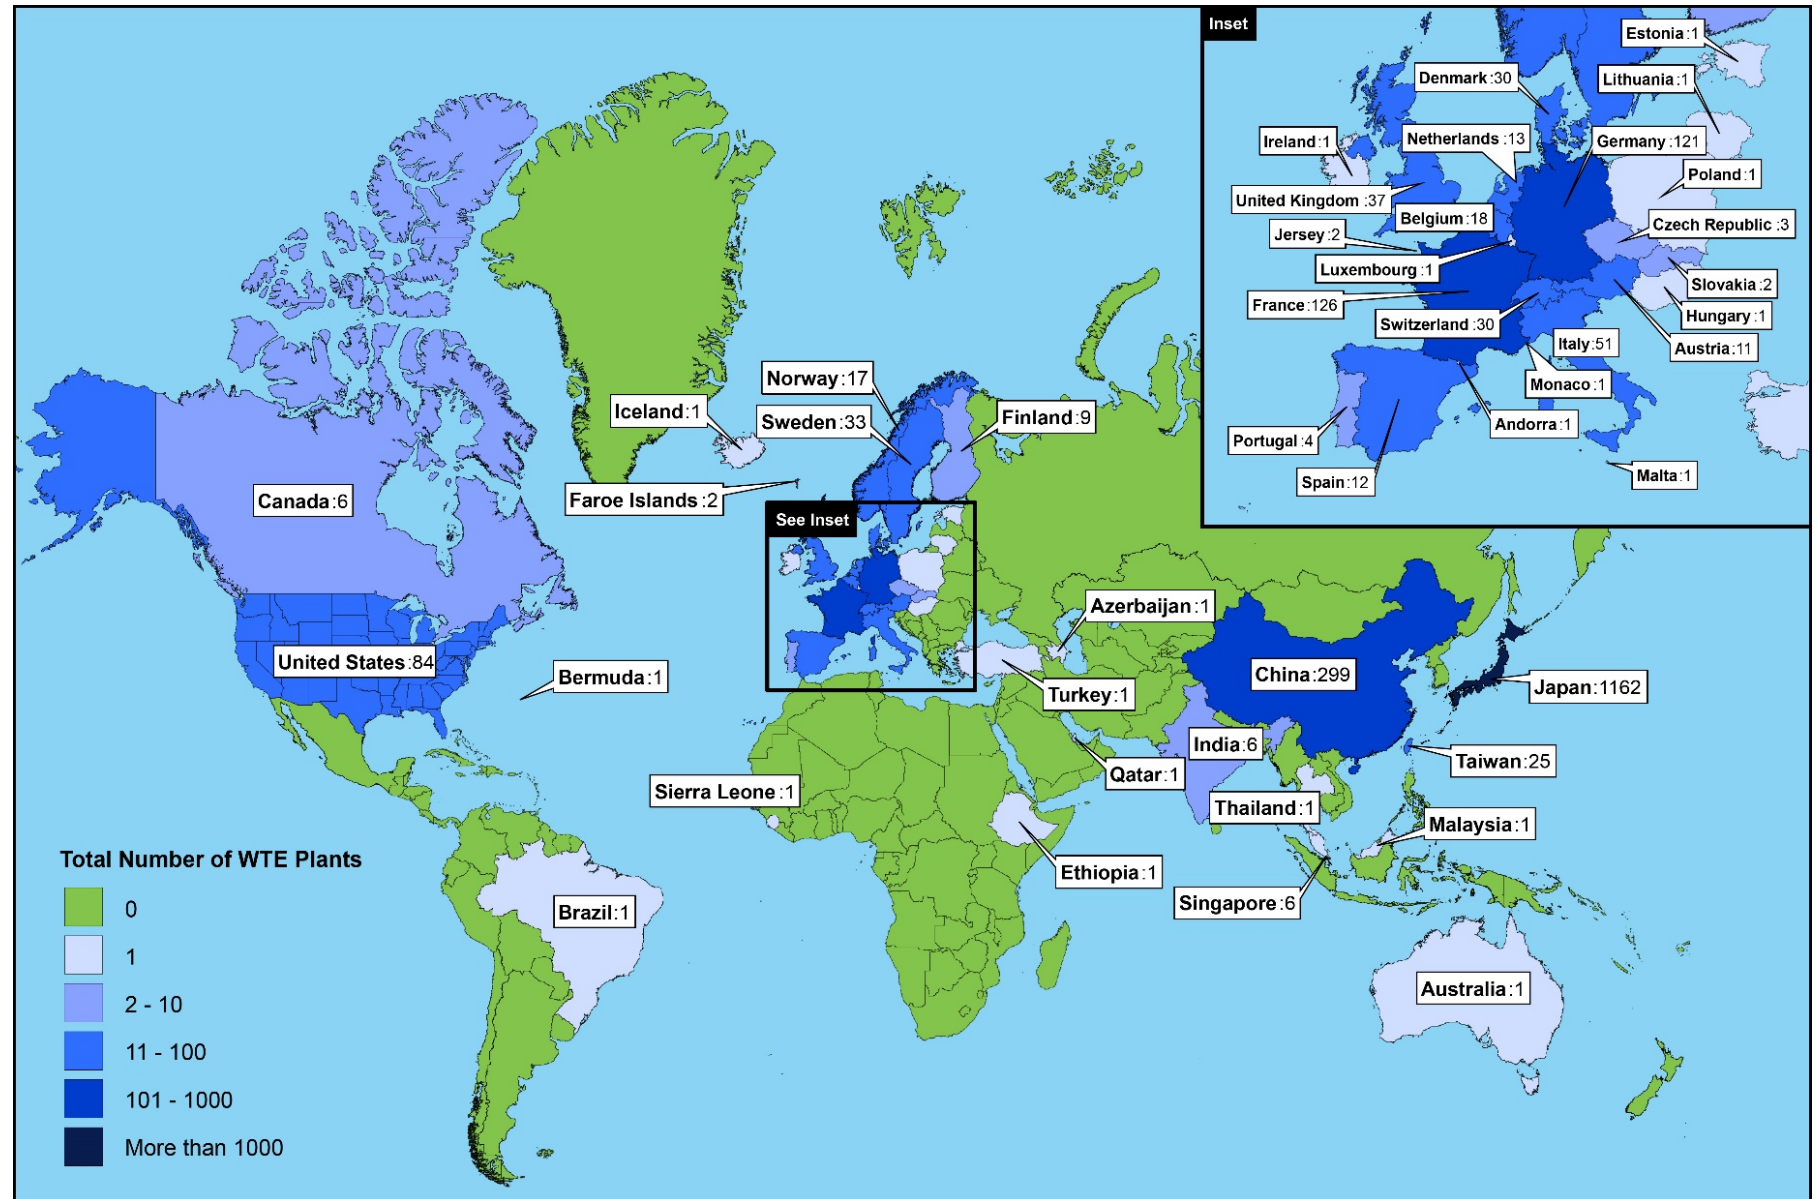 Inset
Estonia:1
Denmark:30
Lithuania:1
Ireland:1
Netherlands:13
Germany:121
Poland:1
United Kingdom:37
Belgium:18
Czech Republic:3
Jersey:2
Luxembourg:1
Slovakia:2
France:126
Switzerland:30
Hungary:1
Italy:51
Austria:11
Monaco:1
Portugal:4
Andorra:1
Spain:12
Malta:1
Norway:17
Iceland:1
Sweden:33
Finland:9
Canada:6
Faroe Islands:2
See Inset
Azerbaijan:1
United States:84
Bermuda:1
China:299
Turkey:1
Japan:1162
India:6
Taiwan:25
Qatar:1
Sierra Leone:1
Thailand:1
Malaysia:1
Ethiopia:1
Singapore:6
Brazil:1
Australia:1
Total Number of WTE Plants
0
1
2 - 10
11 - 100
101 - 1000
More than 1000